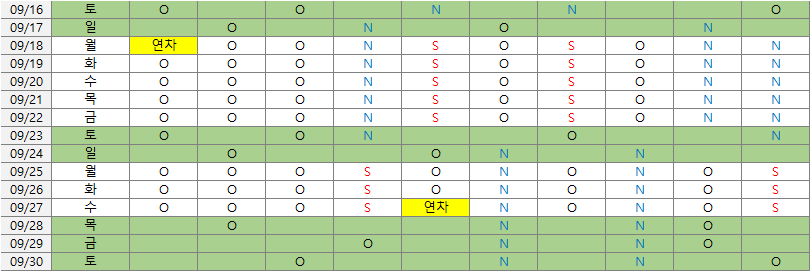 09/16 토 O O N N O
09/17 일 O N O N
09/18 월 연차 O O N S O S O N N
09/19 화 O O O N S O S O N N
09/20 수 O O O N S O S O N N
09/21 목 O O O N S O S O N N
09/22 금 O O O N S O S O N N
09/23 토 O O N O N
09/24 일 O O N N
09/25 월 O O O S O N O N O S
09/26 화 O O O S O N O N O S
09/27 수 O O O S 연차 N O N O S
09/28 목 O N N O
09/29 금 O N N O
09/30 토 O N N O